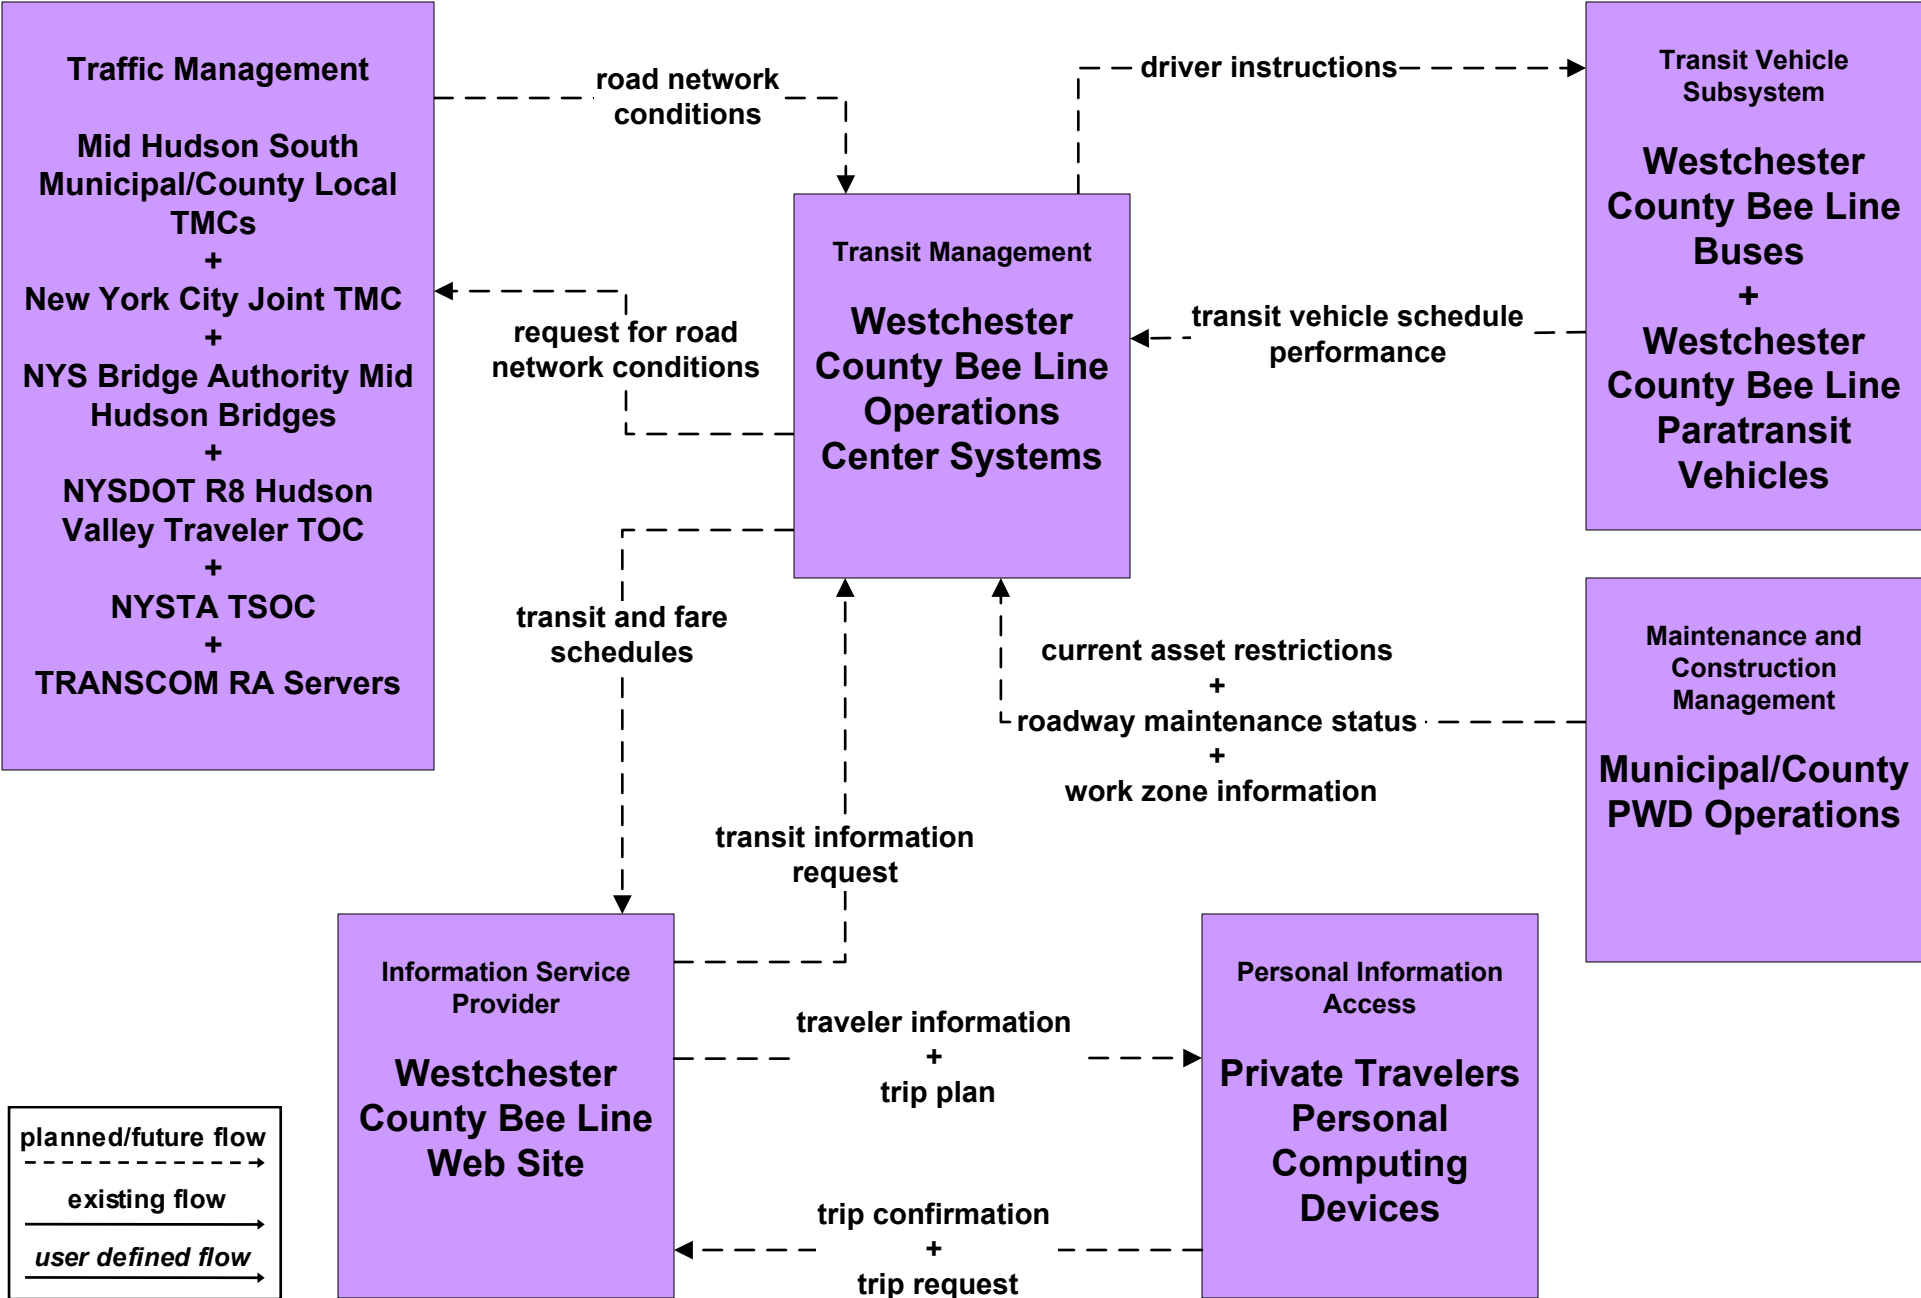 Traffic Management
Mid Hudson South
Municipal/County Local
TMCs
+
New York City Joint TMC
+
NYS Bridge Authority Mid
Hudson Bridges
+
NYSDOT R8 Hudson
Valley Traveler TOC
+
NYSTA TSOC
+
TRANSCOM RA Servers
road network
conditions
request for road
network conditions
Transit Management
Westchester
County Bee Line
Operations
Center Systems
driver instructions
transit vehicle schedule
performance
Transit Vehicle
Subsystem
Westchester
County Bee Line
Buses
+
Westchester
County Bee Line
Paratransit
Vehicles
transit and fare
schedules
transit information
request
current asset restrictions
+
roadway maintenance status
+
work zone information
Maintenance and
Construction
Management
Municipal/County
PWD Operations
Information Service
Provider
Westchester
County Bee Line
Web Site
traveler information
+
trip plan
trip confirmation
+
trip request
Personal Information
Access
Private Travelers
Personal
Computing
Devices
planned/future flow
existing flow
user defined flow